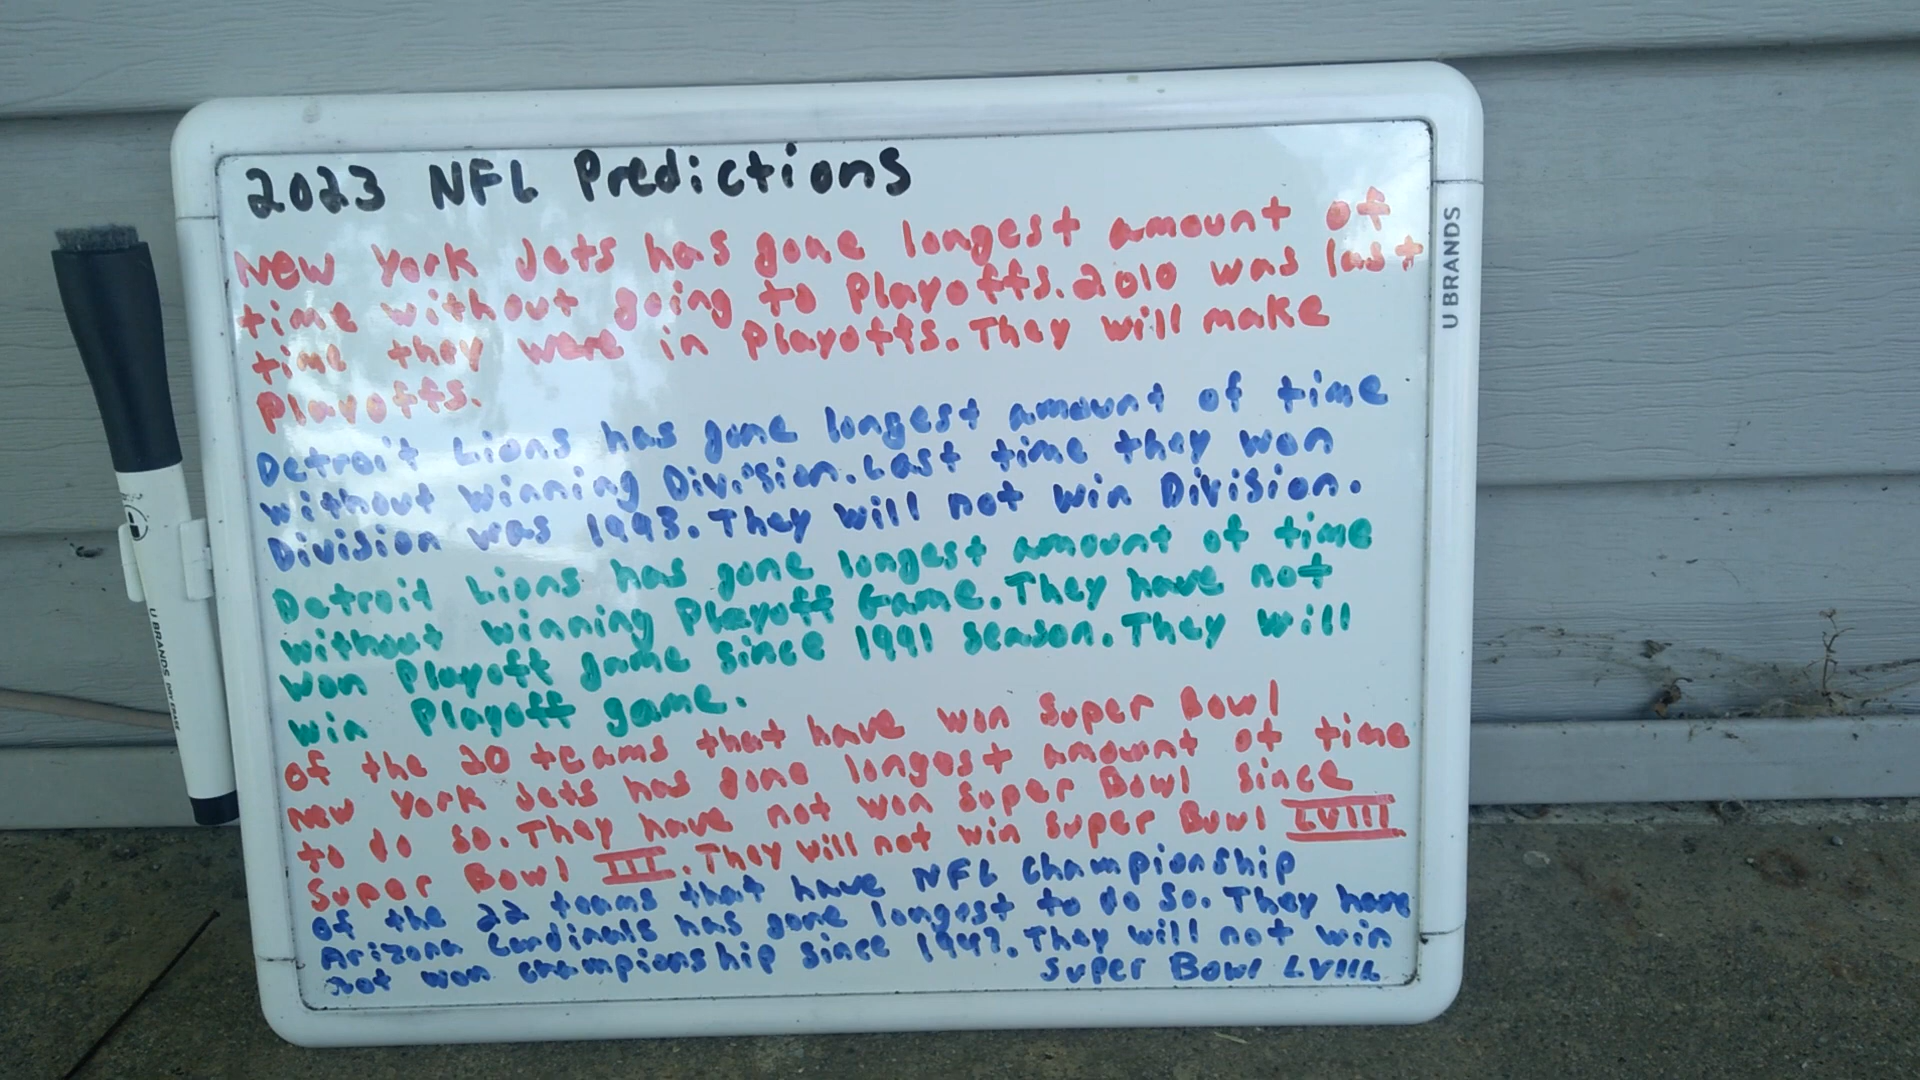 2023 NFL Predictions
New York Jets has gone longest amount of
time without going to Playoffs. 2010 was last
time they were in Playoffs. They will make
Playoffs.
Detroit Lions has gone longest amount of time
without winning Division. Last time they won
Division was 1993. They will not win Division.
Detroit Lions has gone longest amount of time
without winning Playoff Game. They have not
won Playoff game since 1991 season. They will
win Playoff game.
Of the 20 teams that have won Super Bowl
New York Jets has gone longest amount of time
to do so. They have not won Super Bowl since
Super Bowl III. They will not win Super Bowl LVIII
Of the 22 teams that have NFL Championship
Arizona Cardinals has gone longest to do so. They have
not won championship since 1947. They will not win
Super Bowl LVIII
U BRANDS
U BRANDS